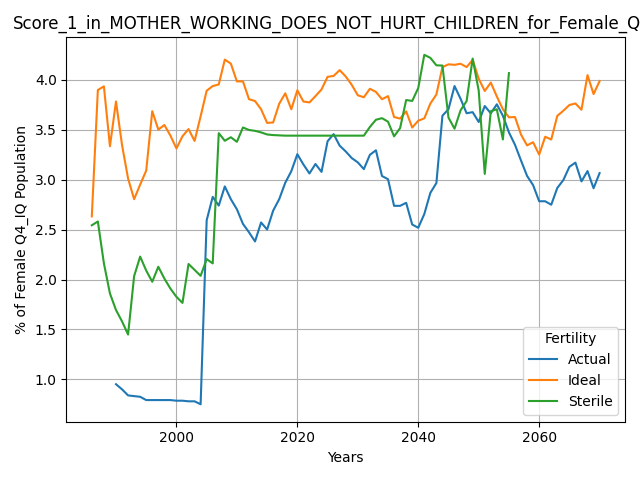 Score_1_in_MOTHER_WORKING_DOES_NOT_HURT_CHILDREN_for_Female_Q
% of Female Q4_IQ Population
4.0
3.5
3.0
2.5
2.0
1.5
1.0
Fertility
Actual
Ideal
Sterile
2000 2020 2040 2060
Years